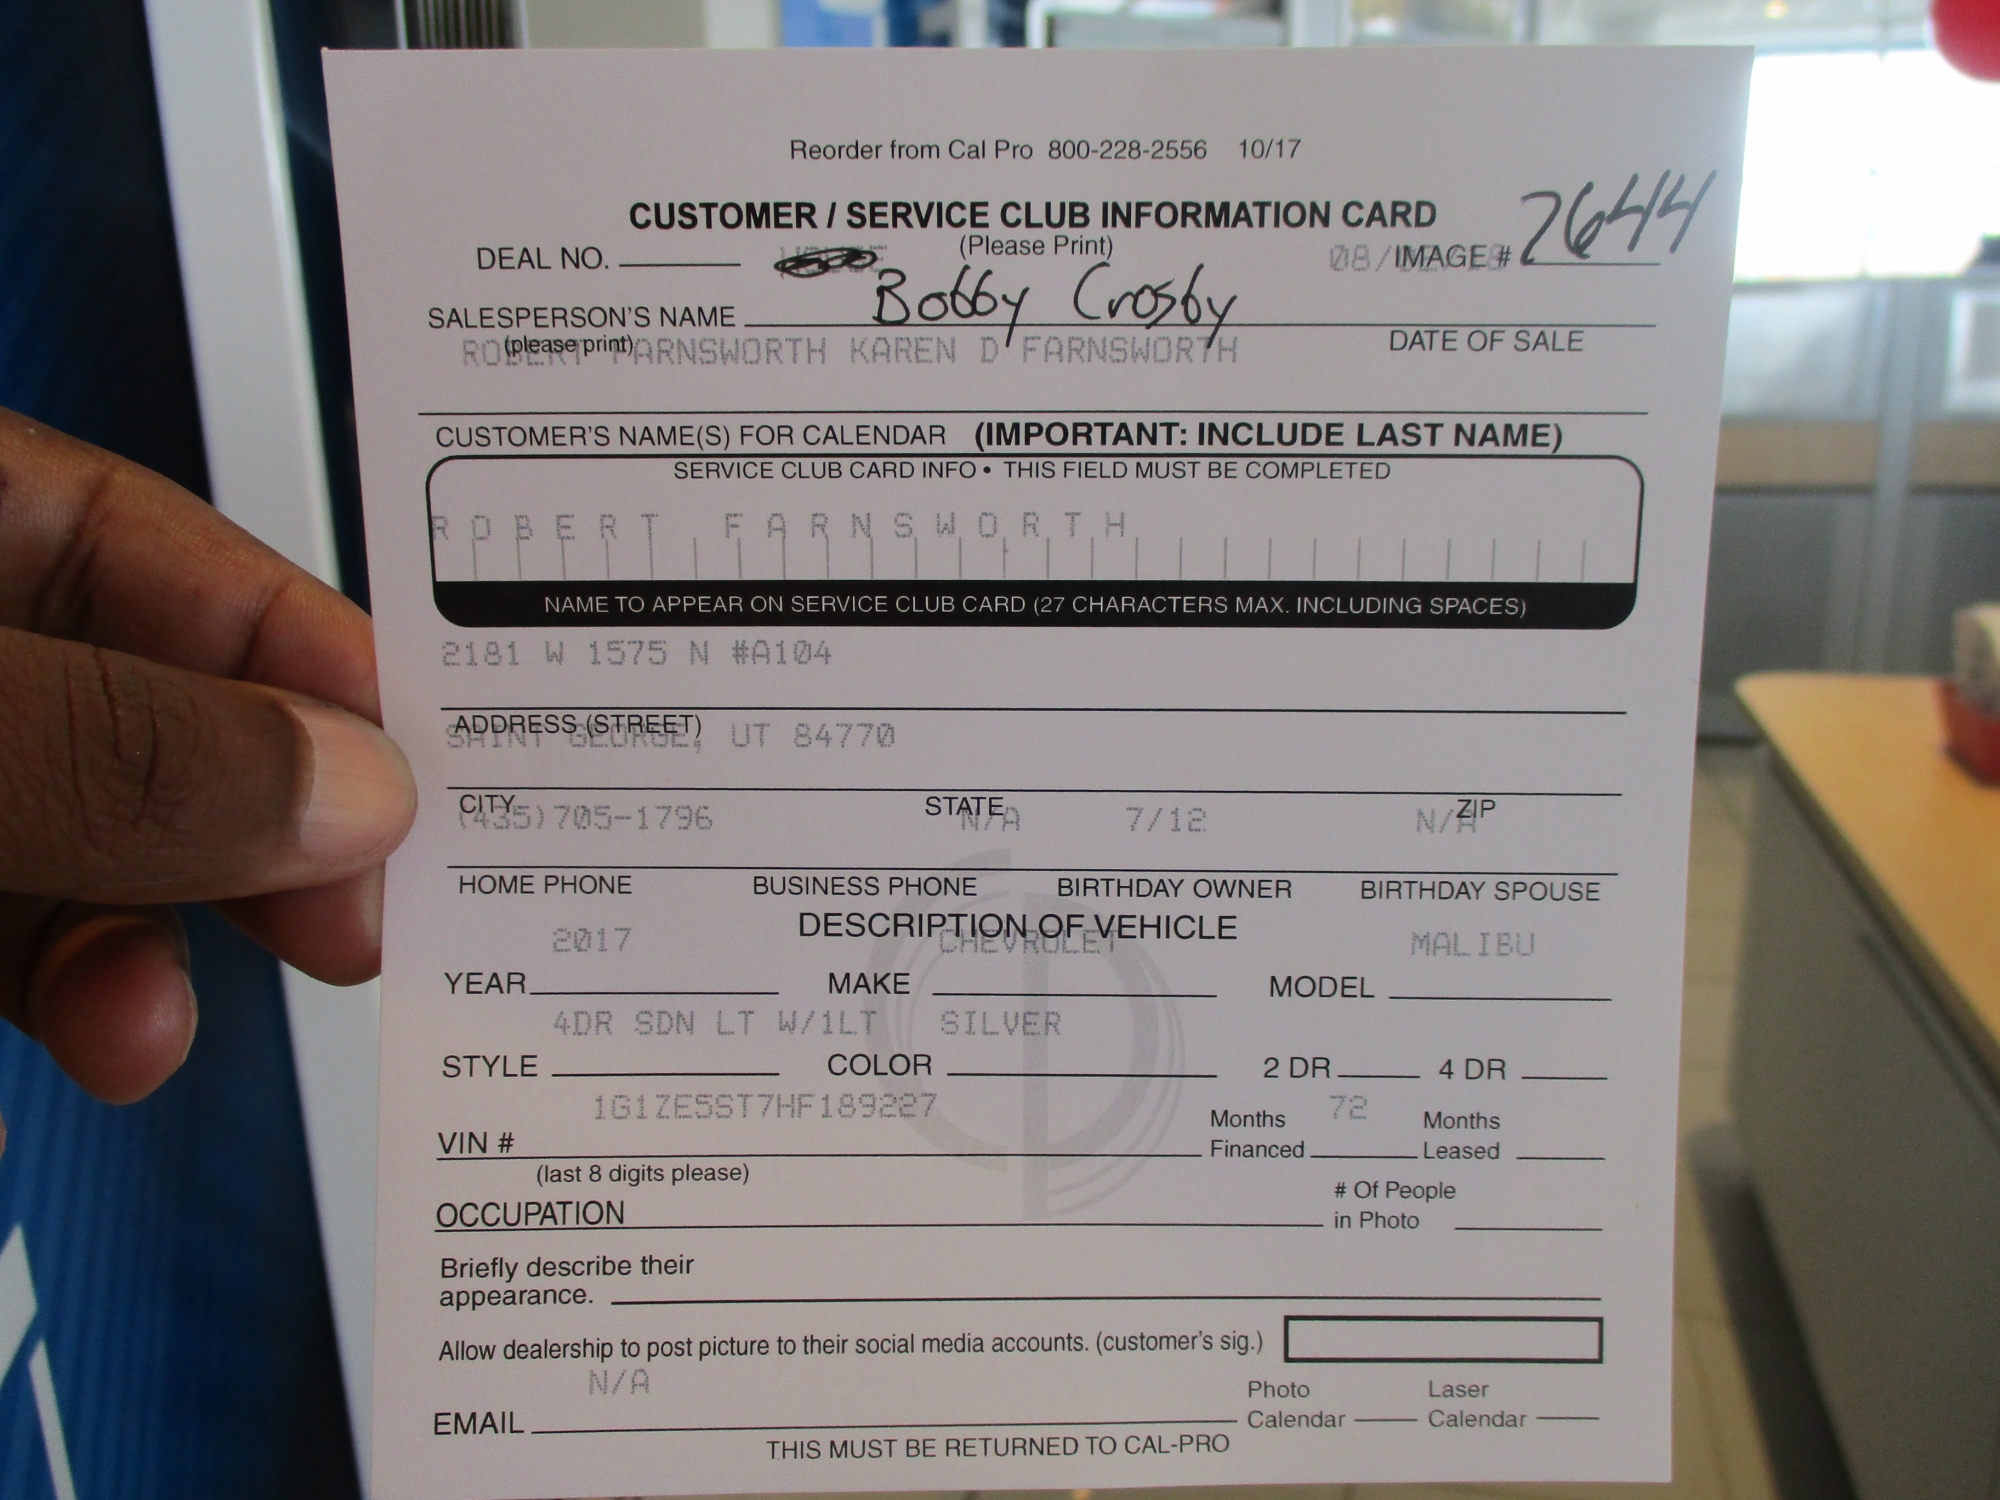 Reorder from Cal Pro 800-228-2556 10/17
CUSTOMER / SERVICE CLUB INFORMATION CARD
(Please Print)
DEAL NO. IMAGE # 7644
SALESPERSON'S NAME Bobby Crosby
(please print) DATE OF SALE
ROBERT FARNSWORTH KAREN D FARNSWORTH
CUSTOMER'S NAME(S) FOR CALENDAR (IMPORTANT: INCLUDE LAST NAME)
SERVICE CLUB CARD INFO • THIS FIELD MUST BE COMPLETED
ROBERT FARNSWORTH
NAME TO APPEAR ON SERVICE CLUB CARD (27 CHARACTERS MAX. INCLUDING SPACES)
2181 W 1575 N #A104
ADDRESS (STREET)
SAINT GEORGE, UT 84770
CITY STATE ZIP
(435)705-1796 N/A 7/12 N/A
HOME PHONE BUSINESS PHONE BIRTHDAY OWNER BIRTHDAY SPOUSE
DESCRIPTION OF VEHICLE
2017 CHEVROLET MALIBU
YEAR MAKE MODEL
4DR SDN LT W/1LT SILVER
STYLE COLOR 2 DR 4 DR
1G1ZE5ST7HF189227 72
VIN # Months Financed Months Leased
(last 8 digits please)
OCCUPATION # Of People in Photo
Briefly describe their
appearance.
Allow dealership to post picture to their social media accounts. (customer's sig.)
N/A
EMAIL Photo Calendar Laser Calendar
THIS MUST BE RETURNED TO CAL-PRO